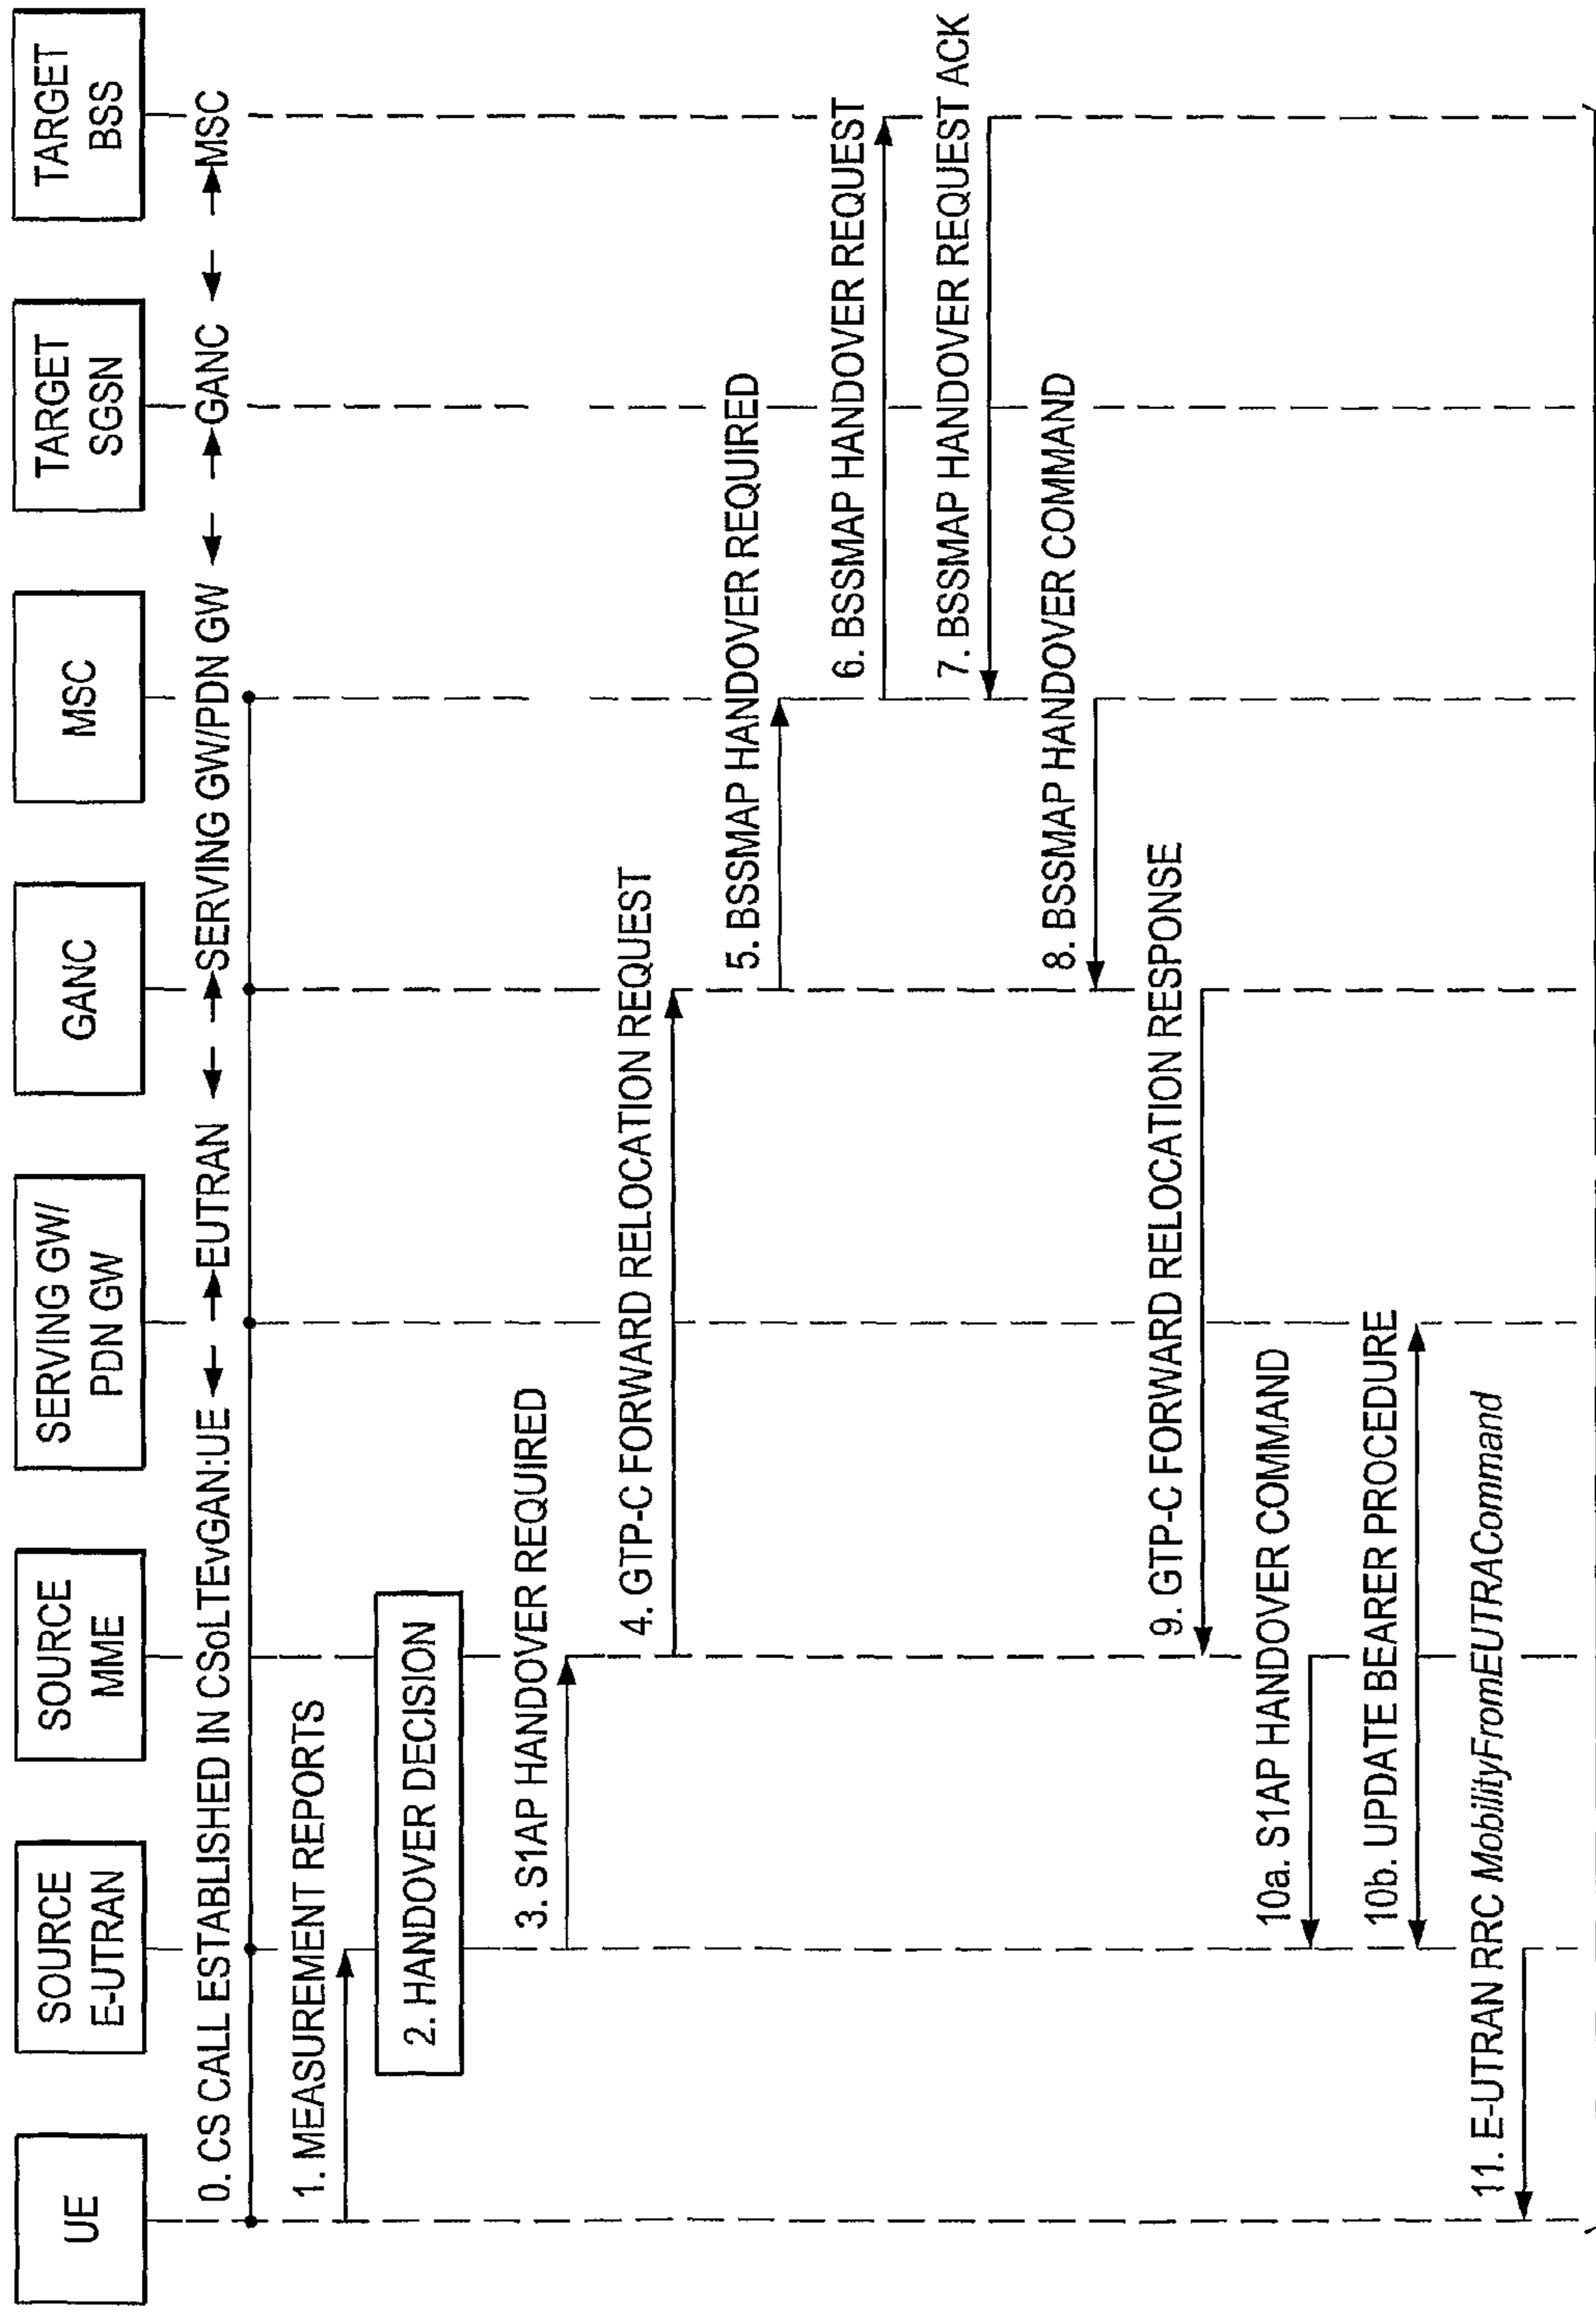 UE
SOURCE
E-UTRAN
SOURCE
MME
SERVING GW/
PDN GW
GANC
MSC
TARGET
SGSN
TARGET
BSS
0. CS CALL ESTABLISHED IN CSoLTEvGAN:UE EUTRAN SERVING GW/PDN GW GANC MSC
1. MEASUREMENT REPORTS
2. HANDOVER DECISION
3. S1AP HANDOVER REQUIRED
4. GTP-C FORWARD RELOCATION REQUEST
5. BSSMAP HANDOVER REQUIRED
6. BSSMAP HANDOVER REQUEST
7. BSSMAP HANDOVER REQUEST ACK
8. BSSMAP HANDOVER COMMAND
9. GTP-C FORWARD RELOCATION RESPONSE
10a. S1AP HANDOVER COMMAND
10b. UPDATE BEARER PROCEDURE
11. E-UTRAN RRC MobilityFromEUTRACommand